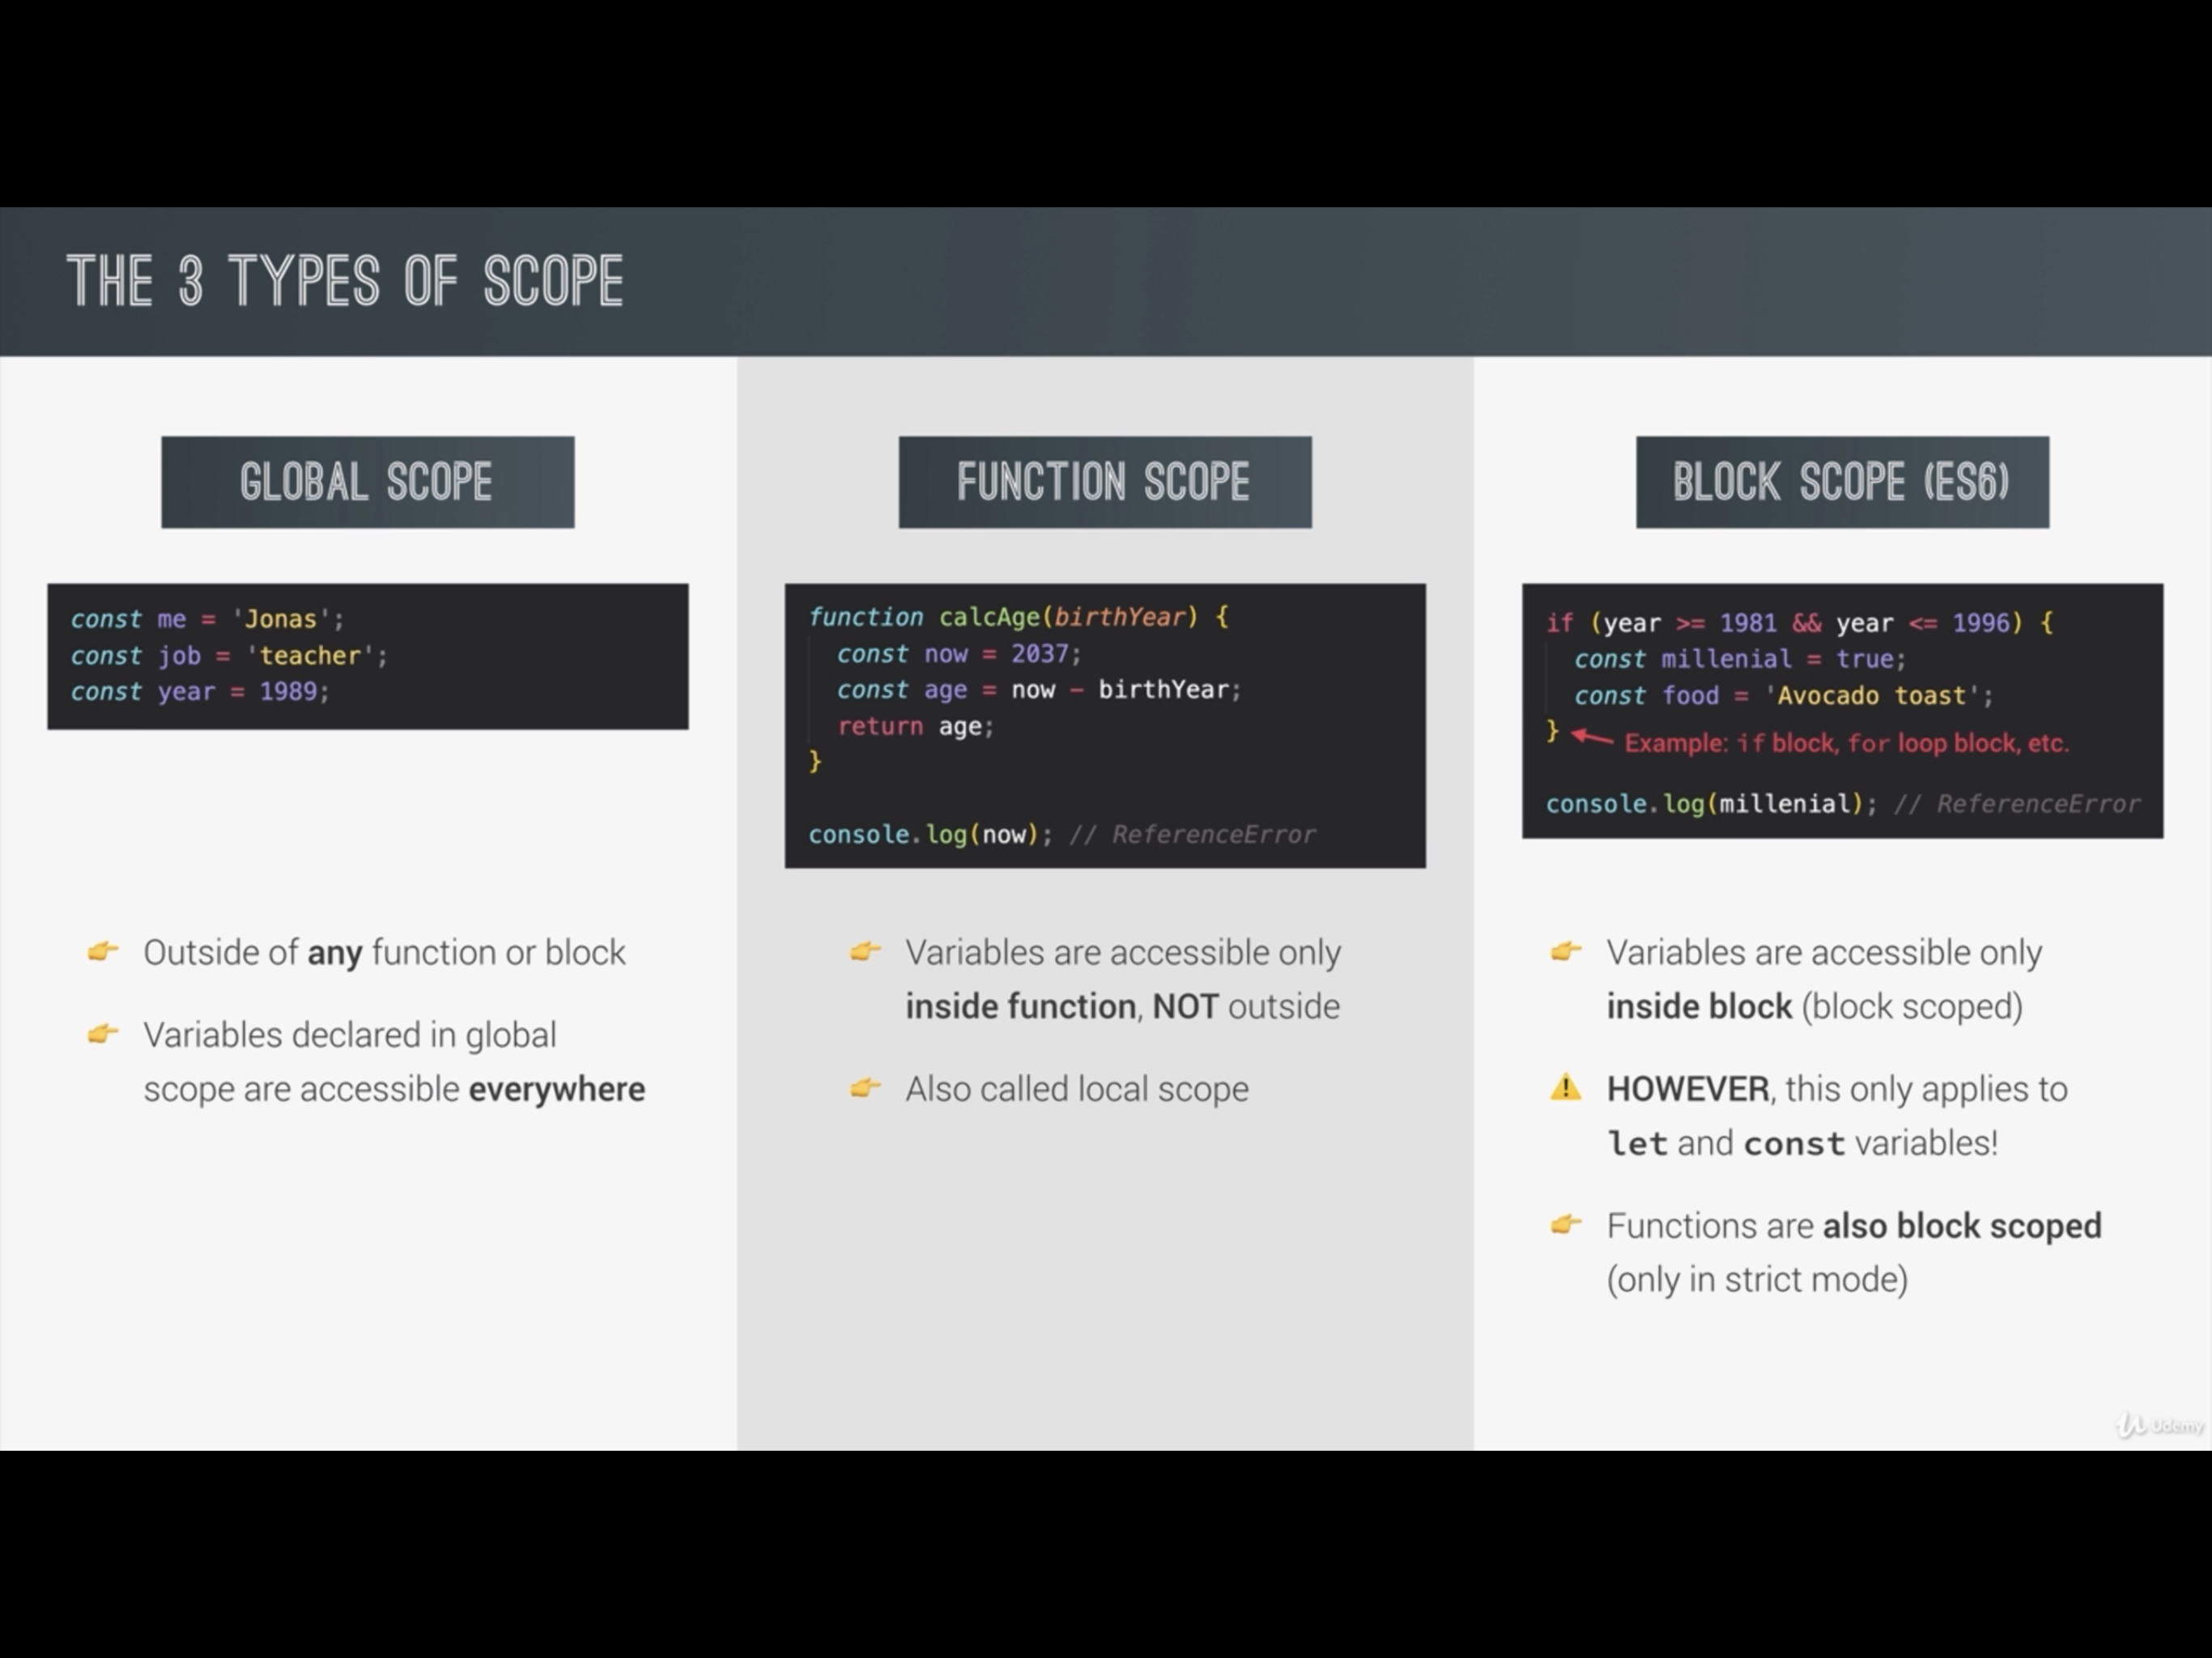 THE 3 TYPES OF SCOPE
GLOBAL SCOPE
const me = 'Jonas';
const job = 'teacher';
const year = 1989;
Outside of any function or block
Variables declared in global
scope are accessible everywhere
FUNCTION SCOPE
function calcAge(birthYear) {
const now = 2037;
const age = now - birthYear;
return age;
}
console.log(now); // ReferenceError
Variables are accessible only
inside function, NOT outside
Also called local scope
BLOCK SCOPE (ES6)
if (year >= 1981 && year <= 1996) {
const millenial = true;
const food = 'Avocado toast';
}
Example: if block, for loop block, etc.
console.log(millenial); // ReferenceError
Variables are accessible only
inside block (block scoped)
HOWEVER, this only applies to
let and const variables!
Functions are also block scoped
(only in strict mode)
Udemy